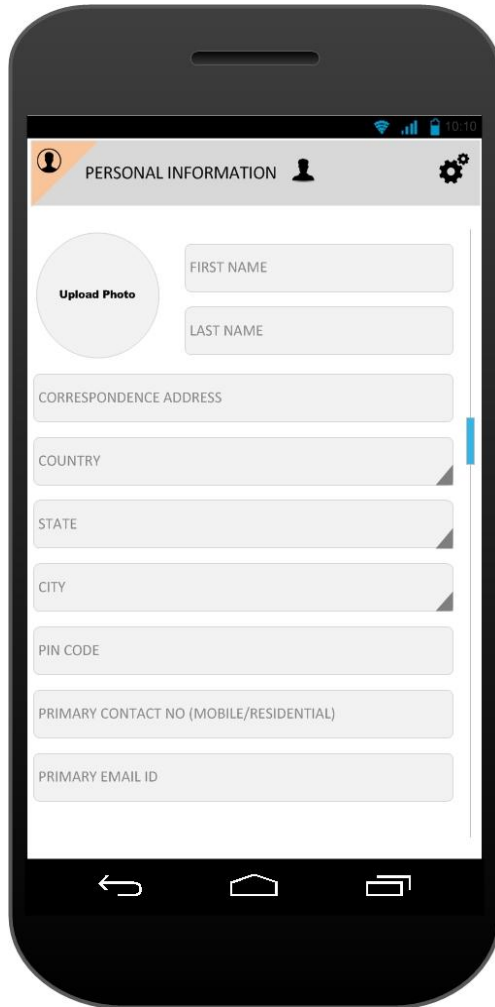 10:10
PERSONAL INFORMATION
Upload Photo
FIRST NAME
LAST NAME
CORRESPONDENCE ADDRESS
COUNTRY
STATE
CITY
PIN CODE
PRIMARY CONTACT NO (MOBILE/RESIDENTIAL)
PRIMARY EMAIL ID